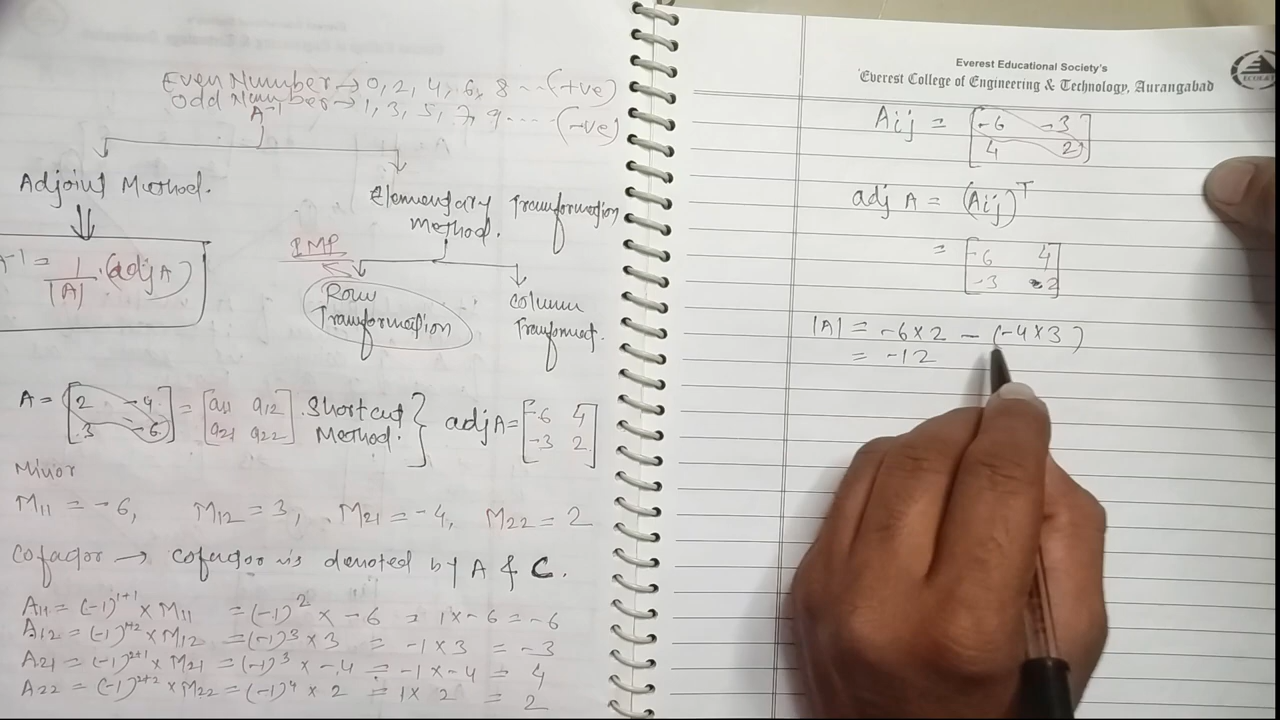 Even Number → 0, 2, 4, 6, 8 ... (+ve)
Odd Number → 1, 3, 5, 7, 9 .... (-ve)
A⁻¹
Adjoint Method.
Elementary Transformation
Method.
IMP
A⁻¹ = 1/|A| . (adj A)
Row
Transformation
Column
Transformat.
A = [2 -4] = [a11 a12] . Shortcut } adj A = [-6 4]
[3 -6] [a21 a22] Method. [-3 2]
Minor
M11 = -6, M12 = 3, M21 = -4, M22 = 2
Cofactor → cofactor is denoted by A & C.
A11 = (-1)¹⁺¹ × M11 = (-1)² × -6 = 1 × -6 = -6
A12 = (-1)¹⁺² × M12 = (-1)³ × 3 = -1 × 3 = -3
A21 = (-1)²⁺¹ × M21 = (-1)³ × -4 = -1 × -4 = 4
A22 = (-1)²⁺² × M22 = (-1)⁴ × 2 = 1 × 2 = 2
Everest Educational Society's
Everest College of Engineering & Technology, Aurangabad
Aij = [-6 -3]
[4 2]
adj A = (Aij)ᵀ
= [-6 4]
[-3 2]
|A| = -6×2 - (-4×3)
= -12